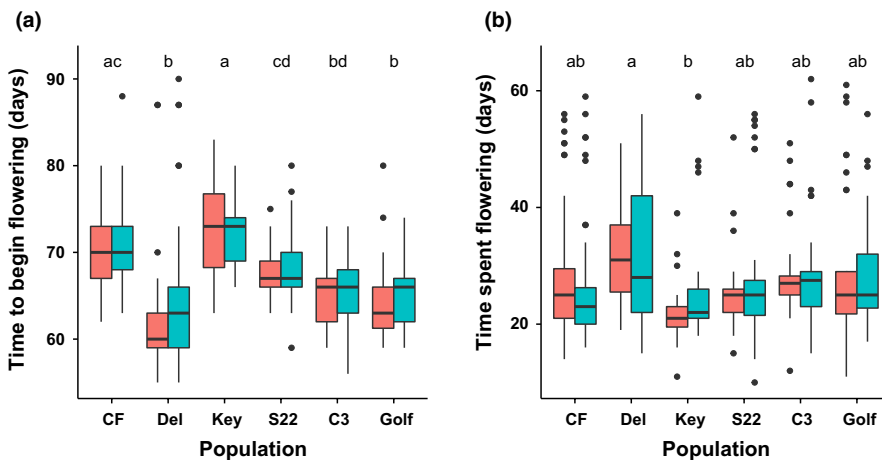 (a)
ac b a cd bd b
Time to begin flowering (days)
90
80
70
60
CF Del Key S22 C3 Golf
Population
(b)
ab a b ab ab ab
Time spent flowering (days)
60
40
20
CF Del Key S22 C3 Golf
Population